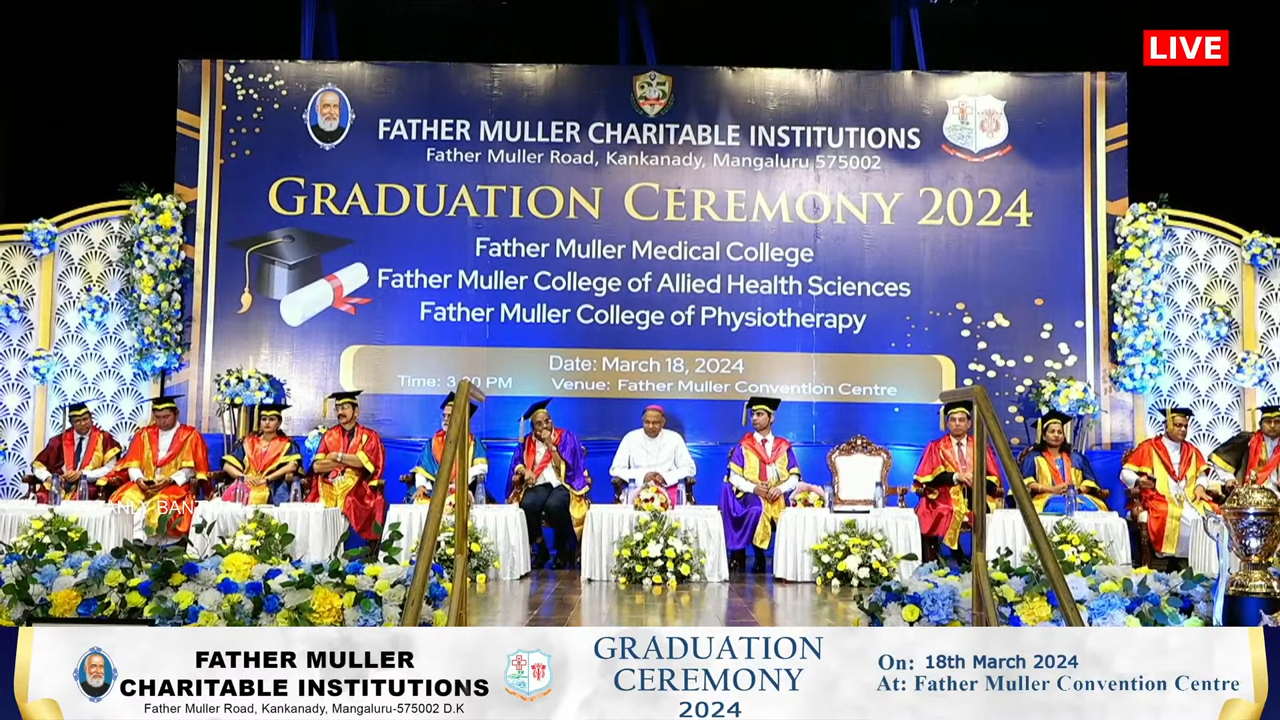 LIVE
25
FATHER MULLER CHARITABLE INSTITUTIONS
Father Muller Road, Kankanady, Mangaluru 575002
GRADUATION CEREMONY 2024
Father Muller Medical College
Father Muller College of Allied Health Sciences
Father Muller College of Physiotherapy
Date: March 18, 2024
Venue: Father Muller Convention Centre
FATHER MULLER
CHARITABLE INSTITUTIONS
Father Muller Road, Kankanady, Mangaluru-575002 D.K
GRADUATION
CEREMONY
2024
On: 18th March 2024
At: Father Muller Convention Centre